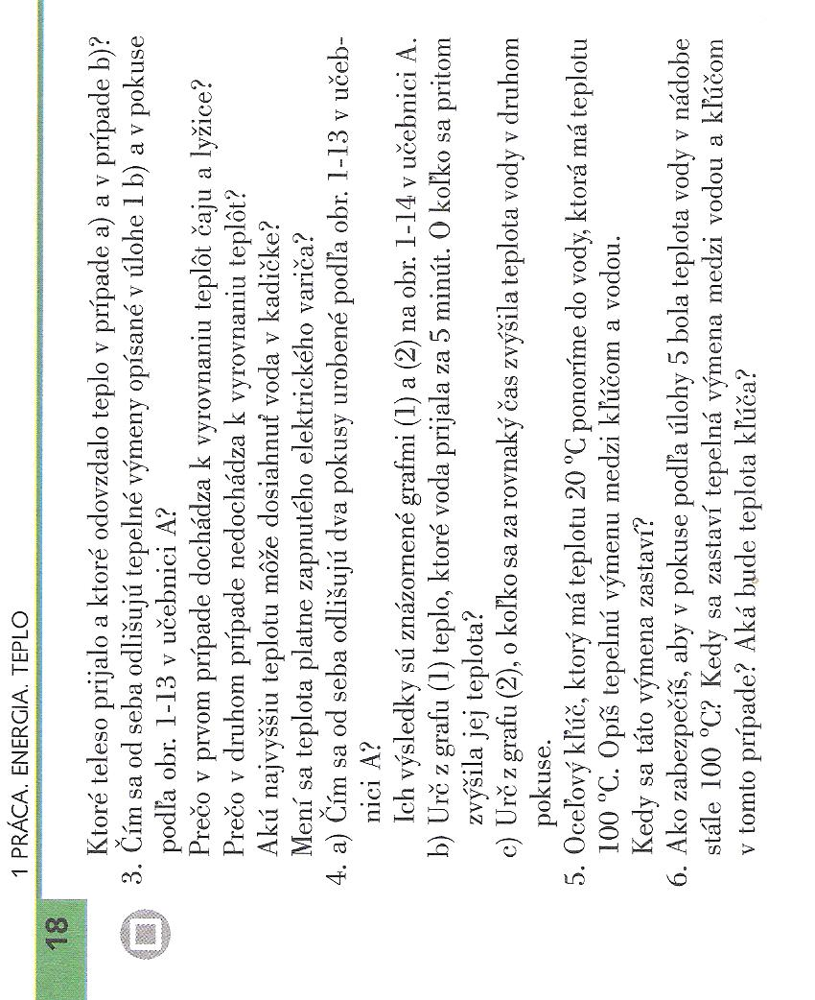 1 PRÁCA. ENERGIA. TEPLO
18
Ktoré teleso prijalo a ktoré odovzdalo teplo v prípade a) a v prípade b)?
3. Čím sa od seba odlišujú tepelné výmeny opísané v úlohe 1 b) a v pokuse
podľa obr. 1-13 v učebnici A?
Prečo v prvom prípade dochádza k vyrovnaniu teplôt čaju a lyžice?
Prečo v druhom prípade nedochádza k vyrovnaniu teplôt?
Akú najvyššiu teplotu môže dosiahnuť voda v kadičke?
Mení sa teplota platne zapnutého elektrického variča?
4. a) Čím sa od seba odlišujú dva pokusy urobené podľa obr. 1-13 v učeb-
nici A?
Ich výsledky sú znázornené grafmi (1) a (2) na obr. 1-14 v učebnici A.
b) Urč z grafu (1) teplo, ktoré voda prijala za 5 minút. O koľko sa pritom
zvýšila jej teplota?
c) Urč z grafu (2), o koľko sa za rovnaký čas zvýšila teplota vody v druhom
pokuse.
5. Oceľový kľúč, ktorý má teplotu 20 °C ponoríme do vody, ktorá má teplotu
100 °C. Opíš tepelnú výmenu medzi kľúčom a vodou.
Kedy sa táto výmena zastaví?
6. Ako zabezpečíš, aby v pokuse podľa úlohy 5 bola teplota vody v nádobe
stále 100 °C? Kedy sa zastaví tepelná výmena medzi vodou a kľúčom
v tomto prípade? Aká bude teplota kľúča?